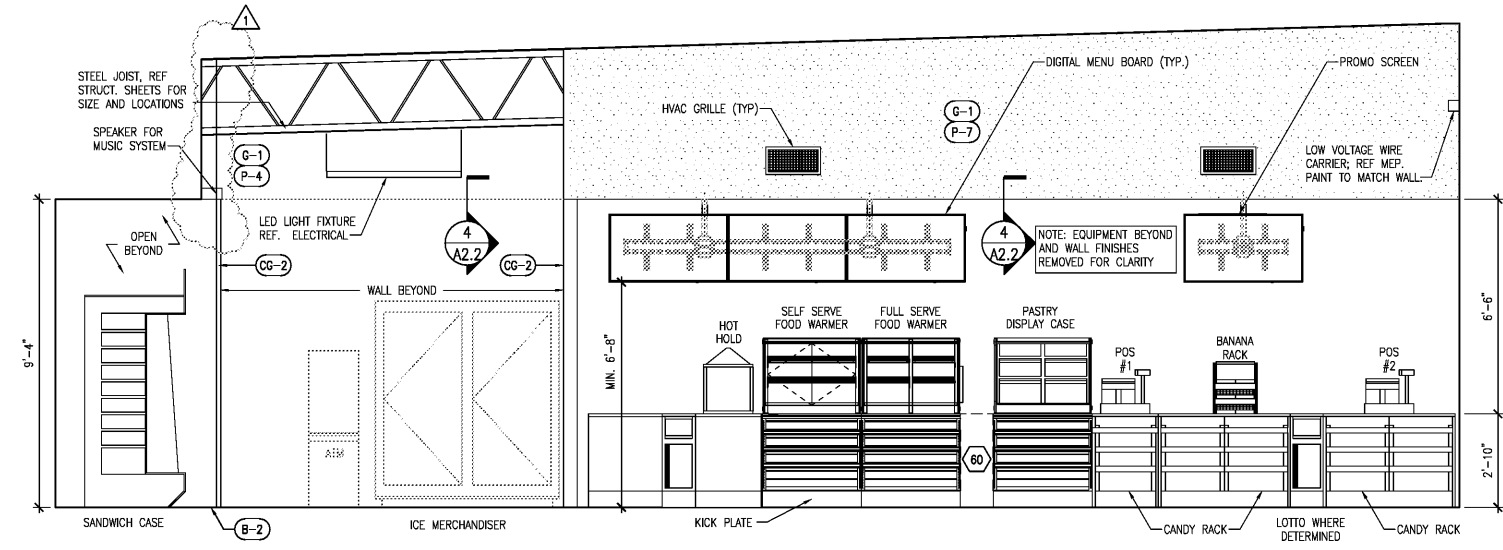 1
STEEL JOIST, REF
STRUCT. SHEETS FOR
SIZE AND LOCATIONS
SPEAKER FOR
MUSIC SYSTEM
G-1
P-4
HVAC GRILLE (TYP)
G-1
P-7
DIGITAL MENU BOARD (TYP.)
PROMO SCREEN
LOW VOLTAGE WIRE
CARRIER; REF MEP.
PAINT TO MATCH WALL.
LED LIGHT FIXTURE
REF. ELECTRICAL
4
A2.2
4
A2.2
NOTE: EQUIPMENT BEYOND
AND WALL FINISHES
REMOVED FOR CLARITY
OPEN
BEYOND
CG-2
CG-2
WALL BEYOND
9'-4"
MIN. 6'-8"
6'-6"
2'-10"
HOT
HOLD
SELF SERVE
FOOD WARMER
FULL SERVE
FOOD WARMER
PASTRY
DISPLAY CASE
POS
#1
BANANA
RACK
POS
#2
AIM
60
SANDWICH CASE
B-2
ICE MERCHANDISER
KICK PLATE
CANDY RACK
LOTTO WHERE
DETERMINED
CANDY RACK